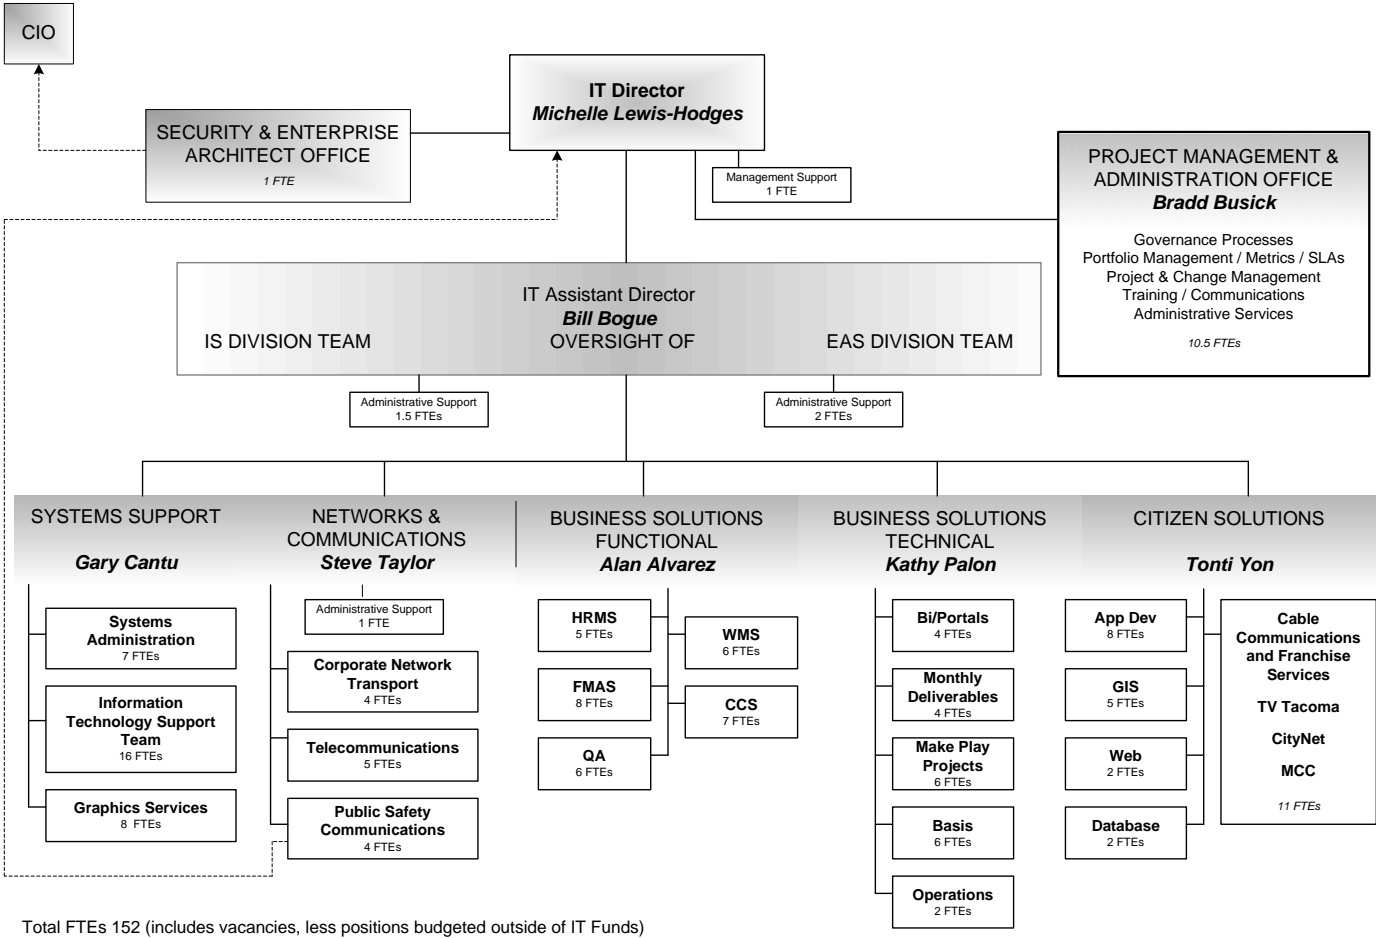 CIO
IT Director
Michelle Lewis-Hodges
SECURITY & ENTERPRISE
ARCHITECT OFFICE
1 FTE
Management Support
1 FTE
PROJECT MANAGEMENT &
ADMINISTRATION OFFICE
Bradd Busick
Governance Processes
Portfolio Management / Metrics / SLAs
Project & Change Management
Training / Communications
Administrative Services
10.5 FTEs
IT Assistant Director
Bill Bogue
IS DIVISION TEAM
OVERSIGHT OF
EAS DIVISION TEAM
Administrative Support
1.5 FTEs
Administrative Support
2 FTEs
SYSTEMS SUPPORT
Gary Cantu
Systems
Administration
7 FTEs
Information
Technology Support
Team
16 FTEs
Graphics Services
8 FTEs
NETWORKS &
COMMUNICATIONS
Steve Taylor
Administrative Support
1 FTE
Corporate Network
Transport
4 FTEs
Telecommunications
5 FTEs
Public Safety
Communications
4 FTEs
BUSINESS SOLUTIONS
FUNCTIONAL
Alan Alvarez
HRMS
5 FTEs
WMS
6 FTEs
FMAS
8 FTEs
CCS
7 FTEs
QA
6 FTEs
BUSINESS SOLUTIONS
TECHNICAL
Kathy Palon
Bi/Portals
4 FTEs
Monthly
Deliverables
4 FTEs
Make Play
Projects
6 FTEs
Basis
6 FTEs
Operations
2 FTEs
CITIZEN SOLUTIONS
Tonti Yon
App Dev
8 FTEs
GIS
5 FTEs
Web
2 FTEs
Database
2 FTEs
Cable
Communications
and Franchise
Services
TV Tacoma
CityNet
MCC
11 FTEs
Total FTEs 152 (includes vacancies, less positions budgeted outside of IT Funds)